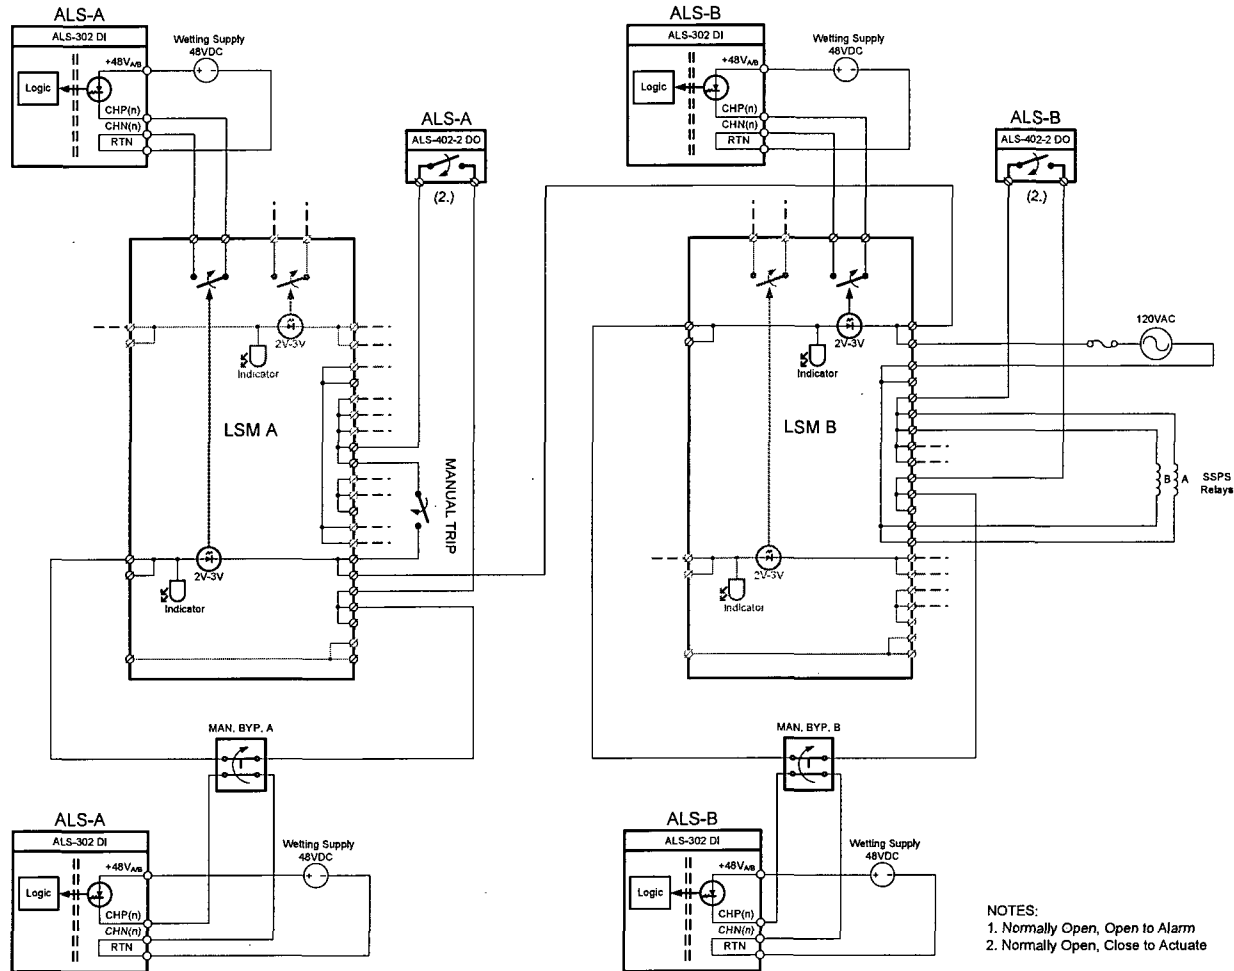 ALS-A
ALS-302 DI
+48VA/B
Logic
CHP(n)
CHN(n)
RTN
Wetting Supply
48VDC
ALS-A
ALS-402-2 DO
(2.)
ALS-B
ALS-302 DI
+48VA/B
Logic
CHP(n)
CHN(n)
RTN
Wetting Supply
48VDC
ALS-B
ALS-402-2 DO
(2.)
2V-3V
Indicator
LSM A
MANUAL TRIP
2V-3V
Indicator
2V-3V
Indicator
LSM B
2V-3V
Indicator
120VAC
B
A
SSPS
Relays
MAN, BYP, A
MAN, BYP, B
ALS-A
ALS-302 DI
+48VA/B
Logic
CHP(n)
CHN(n)
RTN
Wetting Supply
48VDC
ALS-B
ALS-302 DI
+48VA/B
Logic
CHP(n)
CHN(n)
RTN
Wetting Supply
48VDC
NOTES:
1. Normally Open, Open to Alarm
2. Normally Open, Close to Actuate